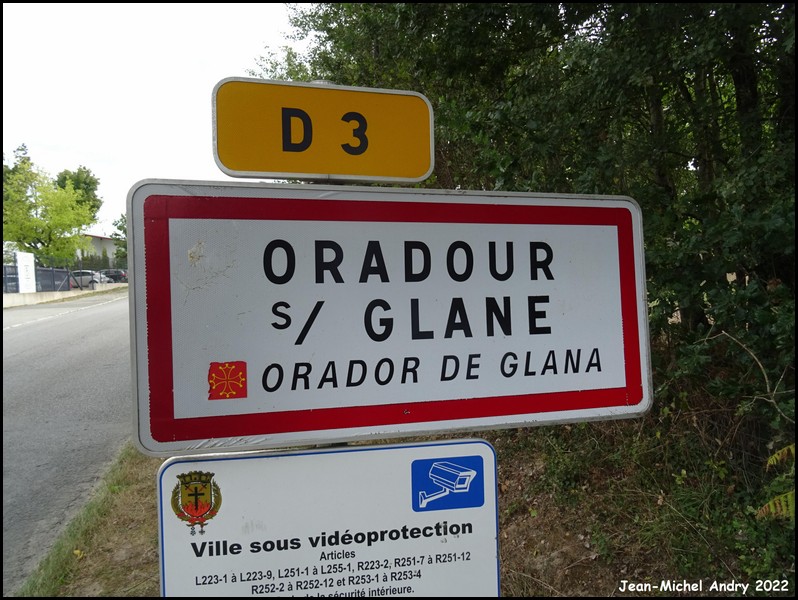 D 3
ORADOUR
s/ GLANE
ORADOR DE GLANA
Ville sous vidéoprotection
Articles
L223-1 à L223-9, L251-1 à L255-1, R223-2, R251-7 à R251-12
R252-2 à R252-12 et R253-1 à R253-4
de la sécurité intérieure.
Jean-Michel Andry 2022